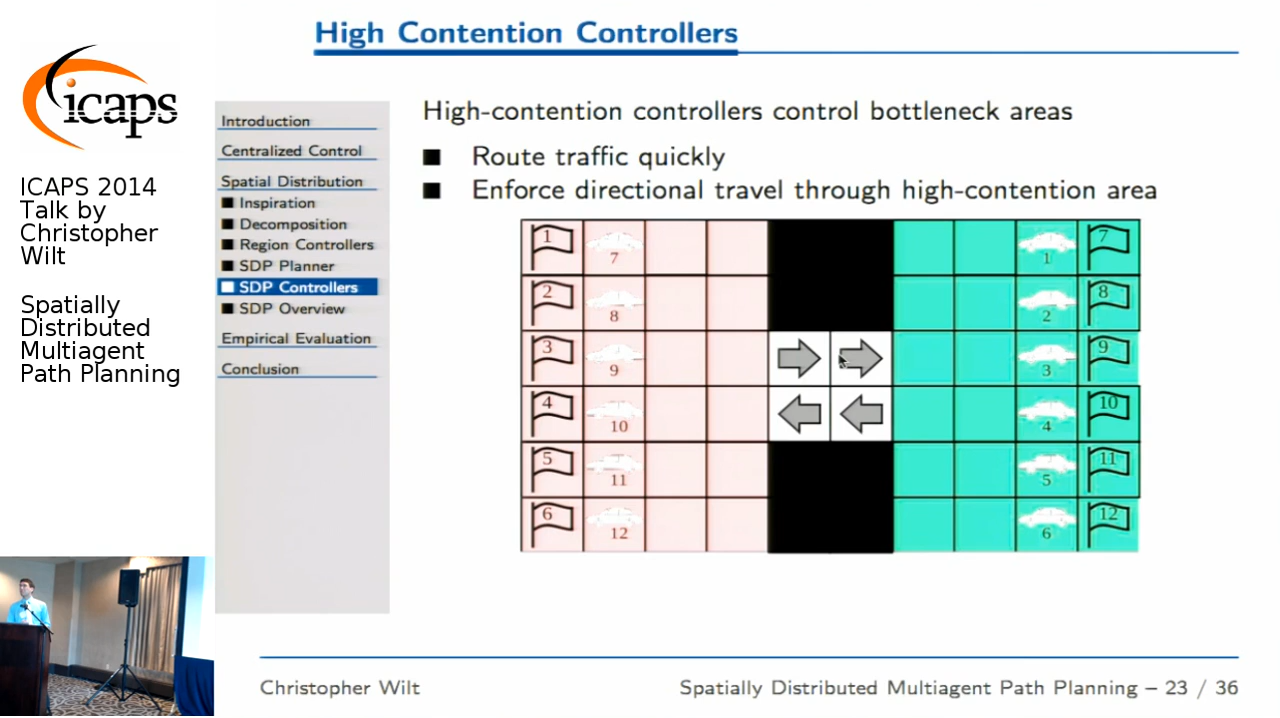 icaps
ICAPS 2014
Talk by
Christopher
Wilt
Spatially
Distributed
Multiagent
Path Planning
High Contention Controllers
Introduction
Centralized Control
Spatial Distribution
Inspiration
Decomposition
Region Controllers
SDP Planner
SDP Controllers
SDP Overview
Empirical Evaluation
Conclusion
High-contention controllers control bottleneck areas
Route traffic quickly
Enforce directional travel through high-contention area
1 7 1 7
2 8 2 8
3 9 3 9
4 10 4 10
5 11 5 11
6 12 6 12
Christopher Wilt
Spatially Distributed Multiagent Path Planning – 23 / 36